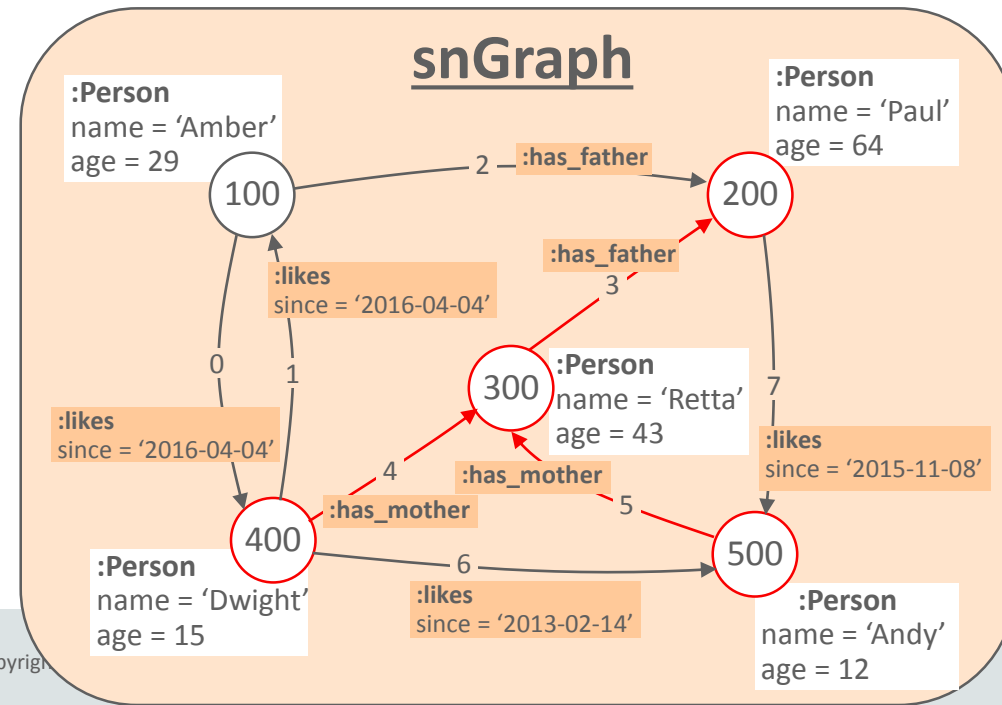 snGraph
:Person
name = ‘Amber’
age = 29
:Person
name = ‘Paul’
age = 64
2
:has_father
100
200
:has_father
3
:likes
since = ‘2016-04-04’
0
1
300
:Person
name = ‘Retta’
age = 43
7
:likes
since = ‘2016-04-04’
:likes
since = ‘2015-11-08’
4
:has_mother
:has_mother
5
400
500
6
:Person
name = ‘Dwight’
age = 15
:likes
since = ‘2013-02-14’
:Person
name = ‘Andy’
age = 12